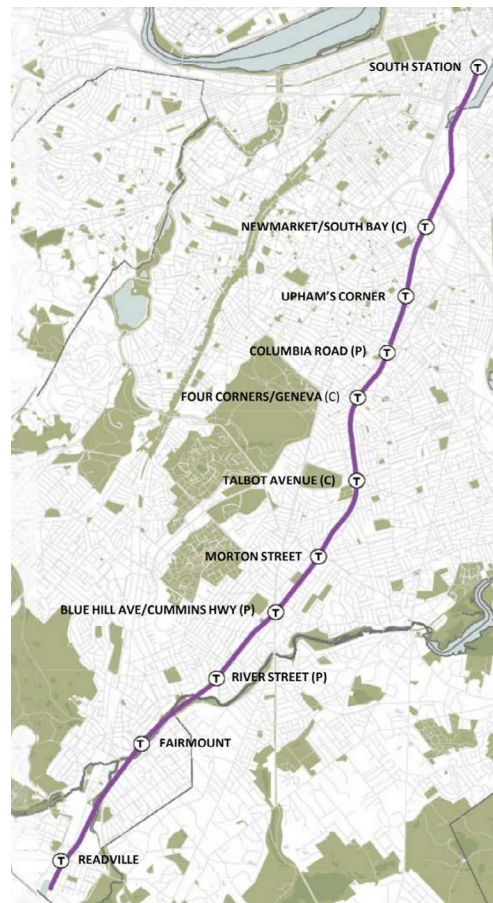 SOUTH STATION
T
NEWMARKET/SOUTH BAY (C)
T
UPHAM'S CORNER
T
COLUMBIA ROAD (P)
T
FOUR CORNERS/GENEVA (C)
T
TALBOT AVENUE (C)
T
MORTON STREET
T
BLUE HILL AVE/CUMMINS HWY (P)
T
T
RIVER STREET (P)
T
FAIRMOUNT
T
READVILLE